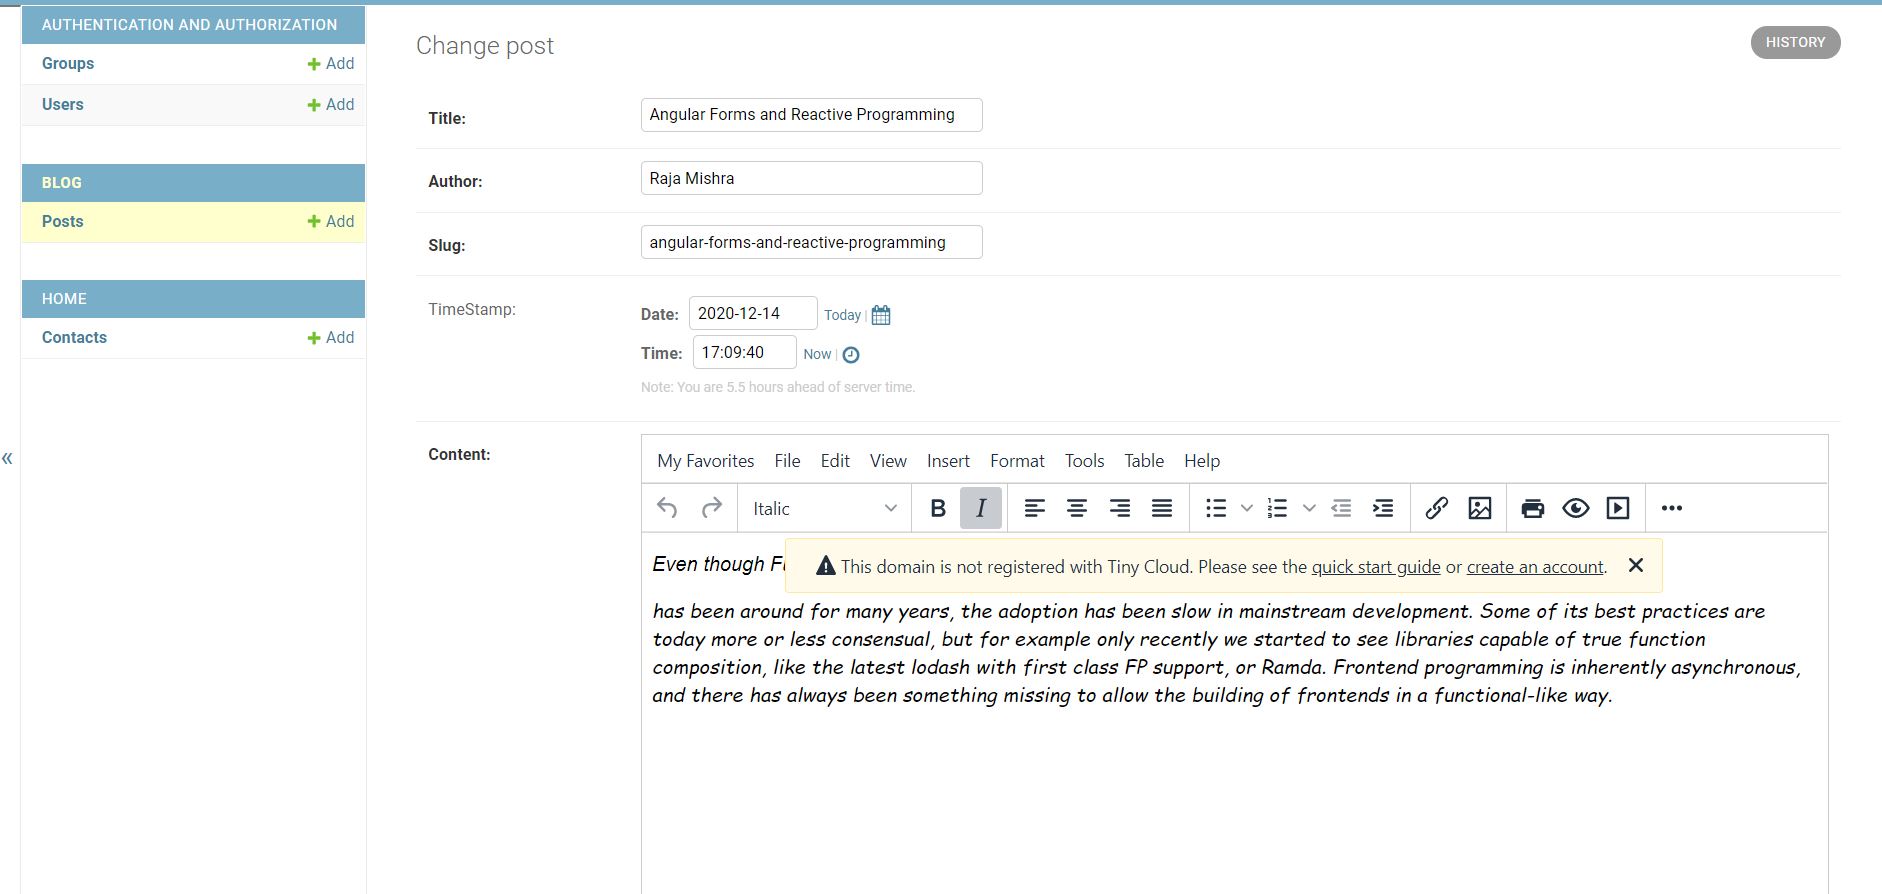 AUTHENTICATION AND AUTHORIZATION
Groups Add
Users Add
BLOG
Posts Add
HOME
Contacts Add
«
Change post
HISTORY
Title: Angular Forms and Reactive Programming
Author: Raja Mishra
Slug: angular-forms-and-reactive-programming
TimeStamp: Date: 2020-12-14 Today |
Time: 17:09:40 Now |
Note: You are 5.5 hours ahead of server time.
Content:
My Favorites File Edit View Insert Format Tools Table Help
Italic B I
Even though
This domain is not registered with Tiny Cloud. Please see the quick start guide or create an account.
has been around for many years, the adoption has been slow in mainstream development. Some of its best practices are
today more or less consensual, but for example only recently we started to see libraries capable of true function
composition, like the latest lodash with first class FP support, or Ramda. Frontend programming is inherently asynchronous,
and there has always been something missing to allow the building of frontends in a functional-like way.